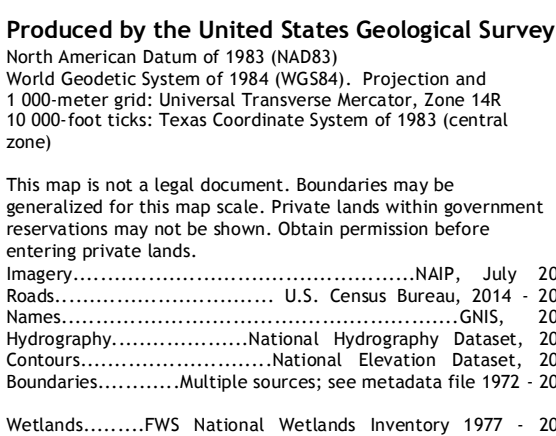 Produced by the United States Geological Survey
North American Datum of 1983 (NAD83)
World Geodetic System of 1984 (WGS84). Projection and
1 000-meter grid: Universal Transverse Mercator, Zone 14R
10 000-foot ticks: Texas Coordinate System of 1983 (central
zone)
This map is not a legal document. Boundaries may be
generalized for this map scale. Private lands within government
reservations may not be shown. Obtain permission before
entering private lands.
Imagery..............................................NAIP, July 20
Roads.............................. U.S. Census Bureau, 2014 - 20
Names.....................................................GNIS, 20
Hydrography..................National Hydrography Dataset, 20
Contours..........................National Elevation Dataset, 20
Boundaries............Multiple sources; see metadata file 1972 - 20
Wetlands.........FWS National Wetlands Inventory 1977 - 20